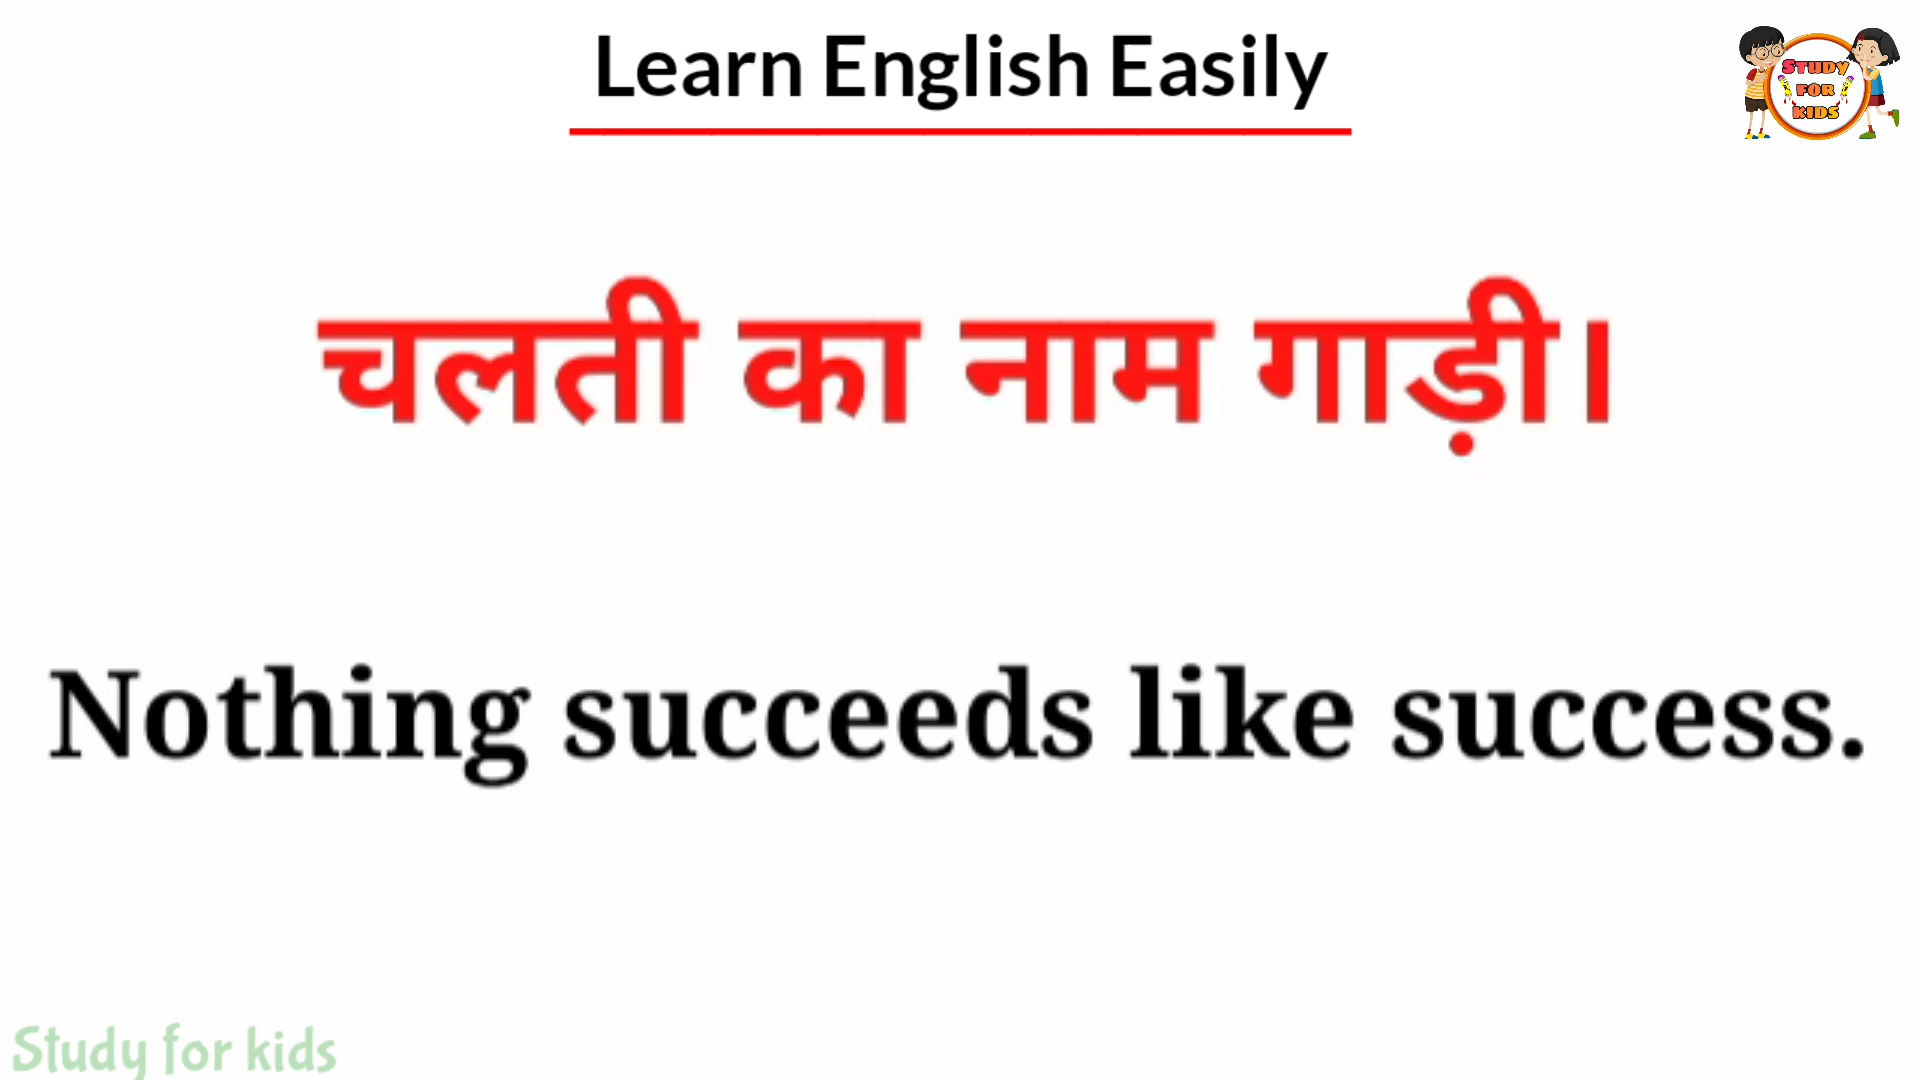 Learn English Easily
STUDY
FOR
KIDS
चलती का नाम गाड़ी।
Nothing succeeds like success.
Study for kids